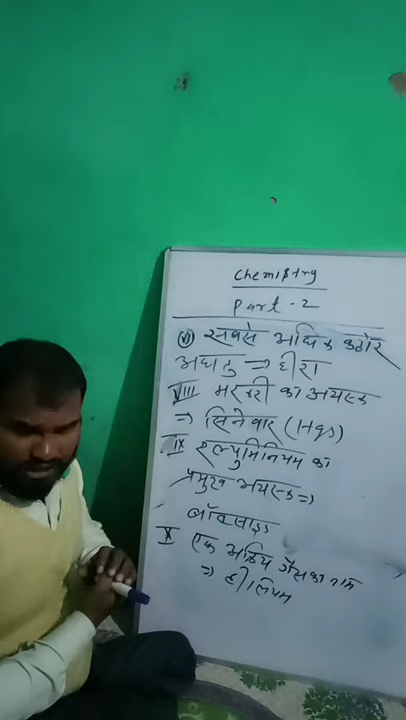 Chemistry
Part - 2
(VII) सबसे अधिक कठोर
अधातु ⇒ हीरा
VIII मरकरी का अयस्क
⇒ सिनेवार (Hgs)
IX एल्युमिनियम का
प्रमुख अयस्क ⇒
बॉक्साइड
X एक अक्रिय गैस का नाम
⇒ हीलियम